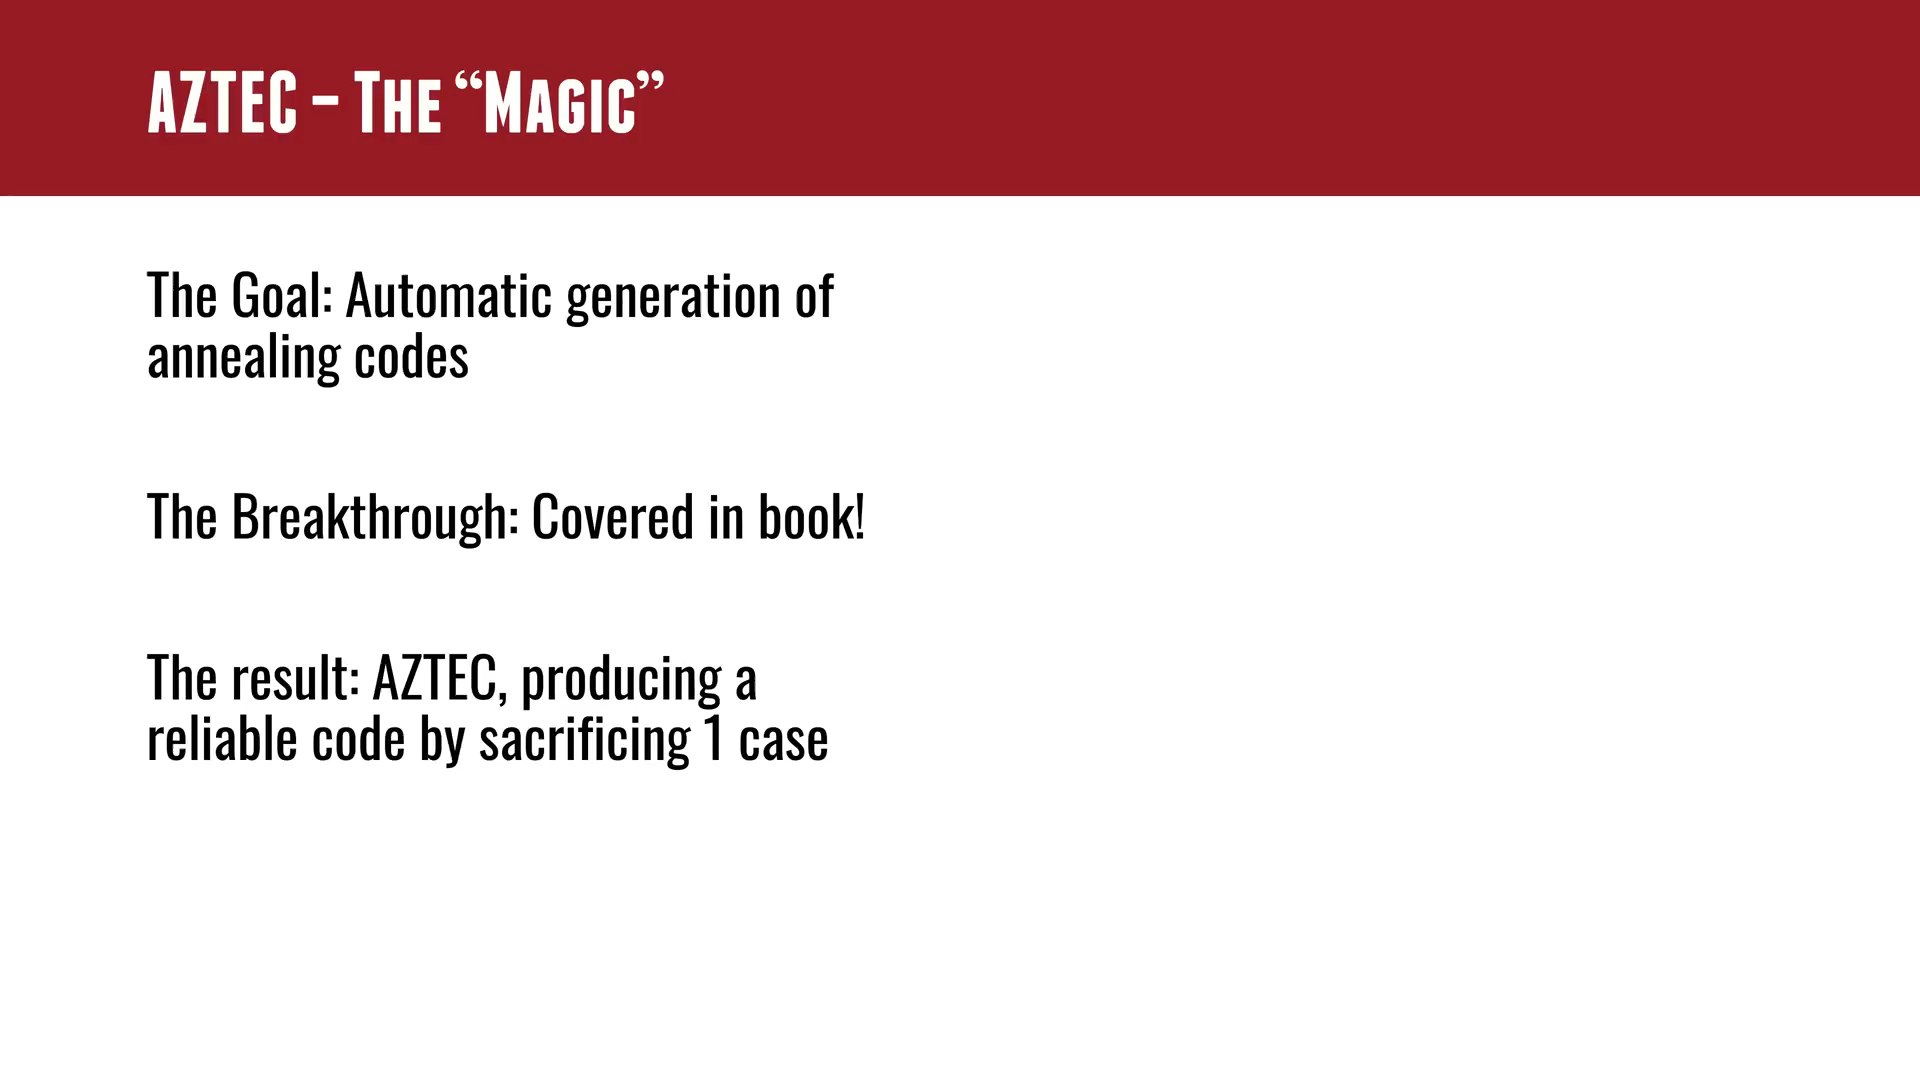 AZTEC – The “Magic”
The Goal: Automatic generation of
annealing codes
The Breakthrough: Covered in book!
The result: AZTEC, producing a
reliable code by sacrificing 1 case